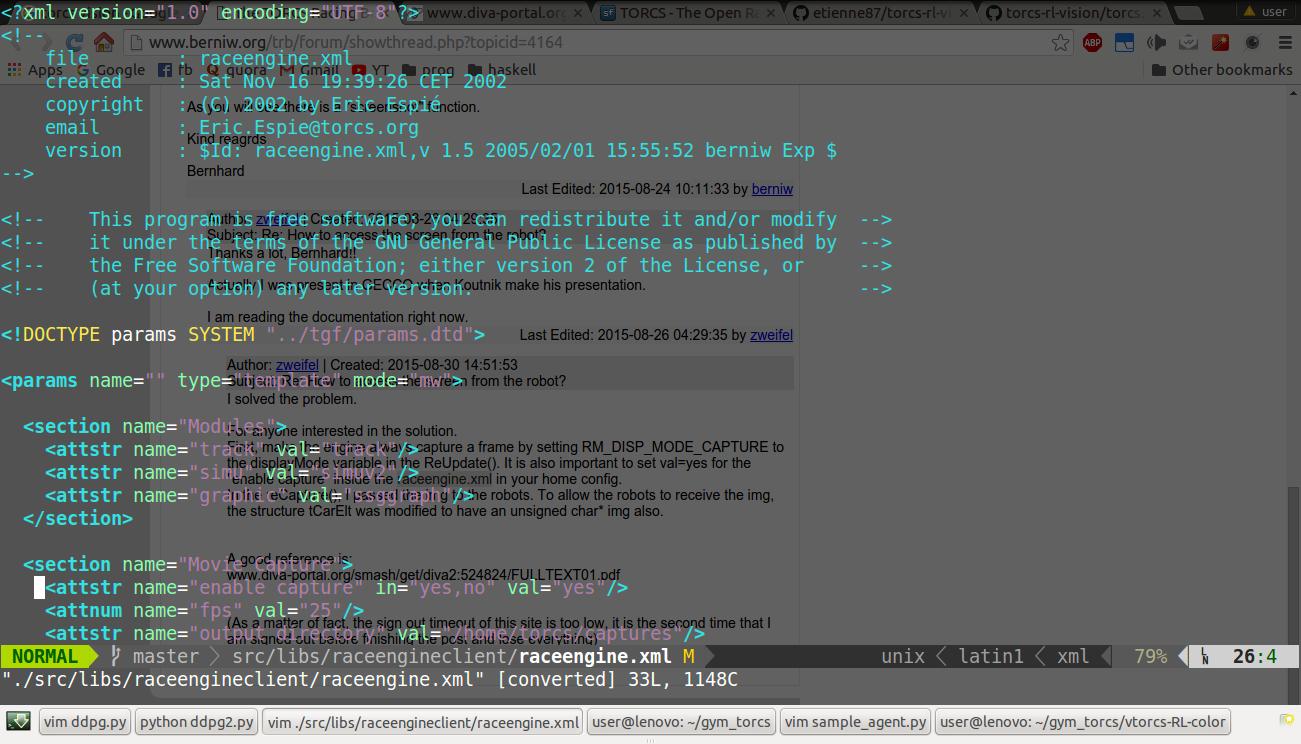 <?xml version="1.0" encoding="UTF-8"?>
www.diva-portal.org
TORCS - The Open Ra
etienne87/torcs-rl-vi
torcs-rl-vision/torcs.
user
<!--
www.berniw.org/trb/forum/showthread.php?topicid=4164
ABP
file : raceengine.xml
Apps Google fb quora Gmail YT prog haskell Other bookmarks
created : Sat Nov 16 19:39:26 CET 2002
copyright : (C) 2002 by Eric Espié
As you will see there is a function.
email : Eric.Espie@torcs.org
Kind reagrds
version : $Id: raceengine.xml,v 1.5 2005/02/01 15:55:52 berniw Exp $
-->
Bernhard
Last Edited: 2015-08-24 10:11:33 by berniw
<!-- This program is free software; you can redistribute it and/or modify -->
Author: zweifel | Created:
Subject: Re: How to access the screen from the robot?
<!-- it under the terms of the GNU General Public License as published by -->
Thanks a lot, Bernhard!!
<!-- the Free Software Foundation; either version 2 of the License, or -->
<!-- (at your option) any later version. -->
Actually I was present in GECCO when Koutnik make his presentation.
I am reading the documentation right now.
<!DOCTYPE params SYSTEM "../tgf/params.dtd">
Last Edited: 2015-08-26 04:29:35 by zweifel
Author: zweifel | Created: 2015-08-30 14:51:53
<params name="" type="template" mode="mw">
Subject: Re: How to access the screen from the robot?
I solved the problem.
<section name="Modules">
For anyone interested in the solution.
<attstr name="track" val="track"/>
First, make the engine always capture a frame by setting RM_DISP_MODE_CAPTURE to
the displayMode variable in the ReUpdate(). It is also important to set val=yes for the
<attstr name="simu" val="simuv2"/>
"enable capture" inside the raceengine.xml in your home config.
<attstr name="graphic" val="ssggraph"/>
I passed the img to the robots. To allow the robots to receive the img,
the structure tCarElt was modified to have an unsigned char* img also.
</section>
A good reference is:
<section name="Movie Capture">
www.diva-portal.org/smash/get/diva2:524824/FULLTEXT01.pdf
<attstr name="enable capture" in="yes,no" val="yes"/>
<attnum name="fps" val="25"/>
(As a matter of fact, the sign out timeout of this site is too low, it is the second time that I
<attstr name="output directory" val="/home/torcs/captures"/>
am signed out before finishing the post and lose everything)
NORMAL master src/libs/raceengineclient/raceengine.xml M unix latin1 xml 79% LN 26:4
"./src/libs/raceengineclient/raceengine.xml" [converted] 33L, 1148C
vim ddpg.py python ddpg2.py vim ./src/libs/raceengineclient/raceengine.xml user@lenovo: ~/gym_torcs vim sample_agent.py user@lenovo: ~/gym_torcs/vtorcs-RL-color